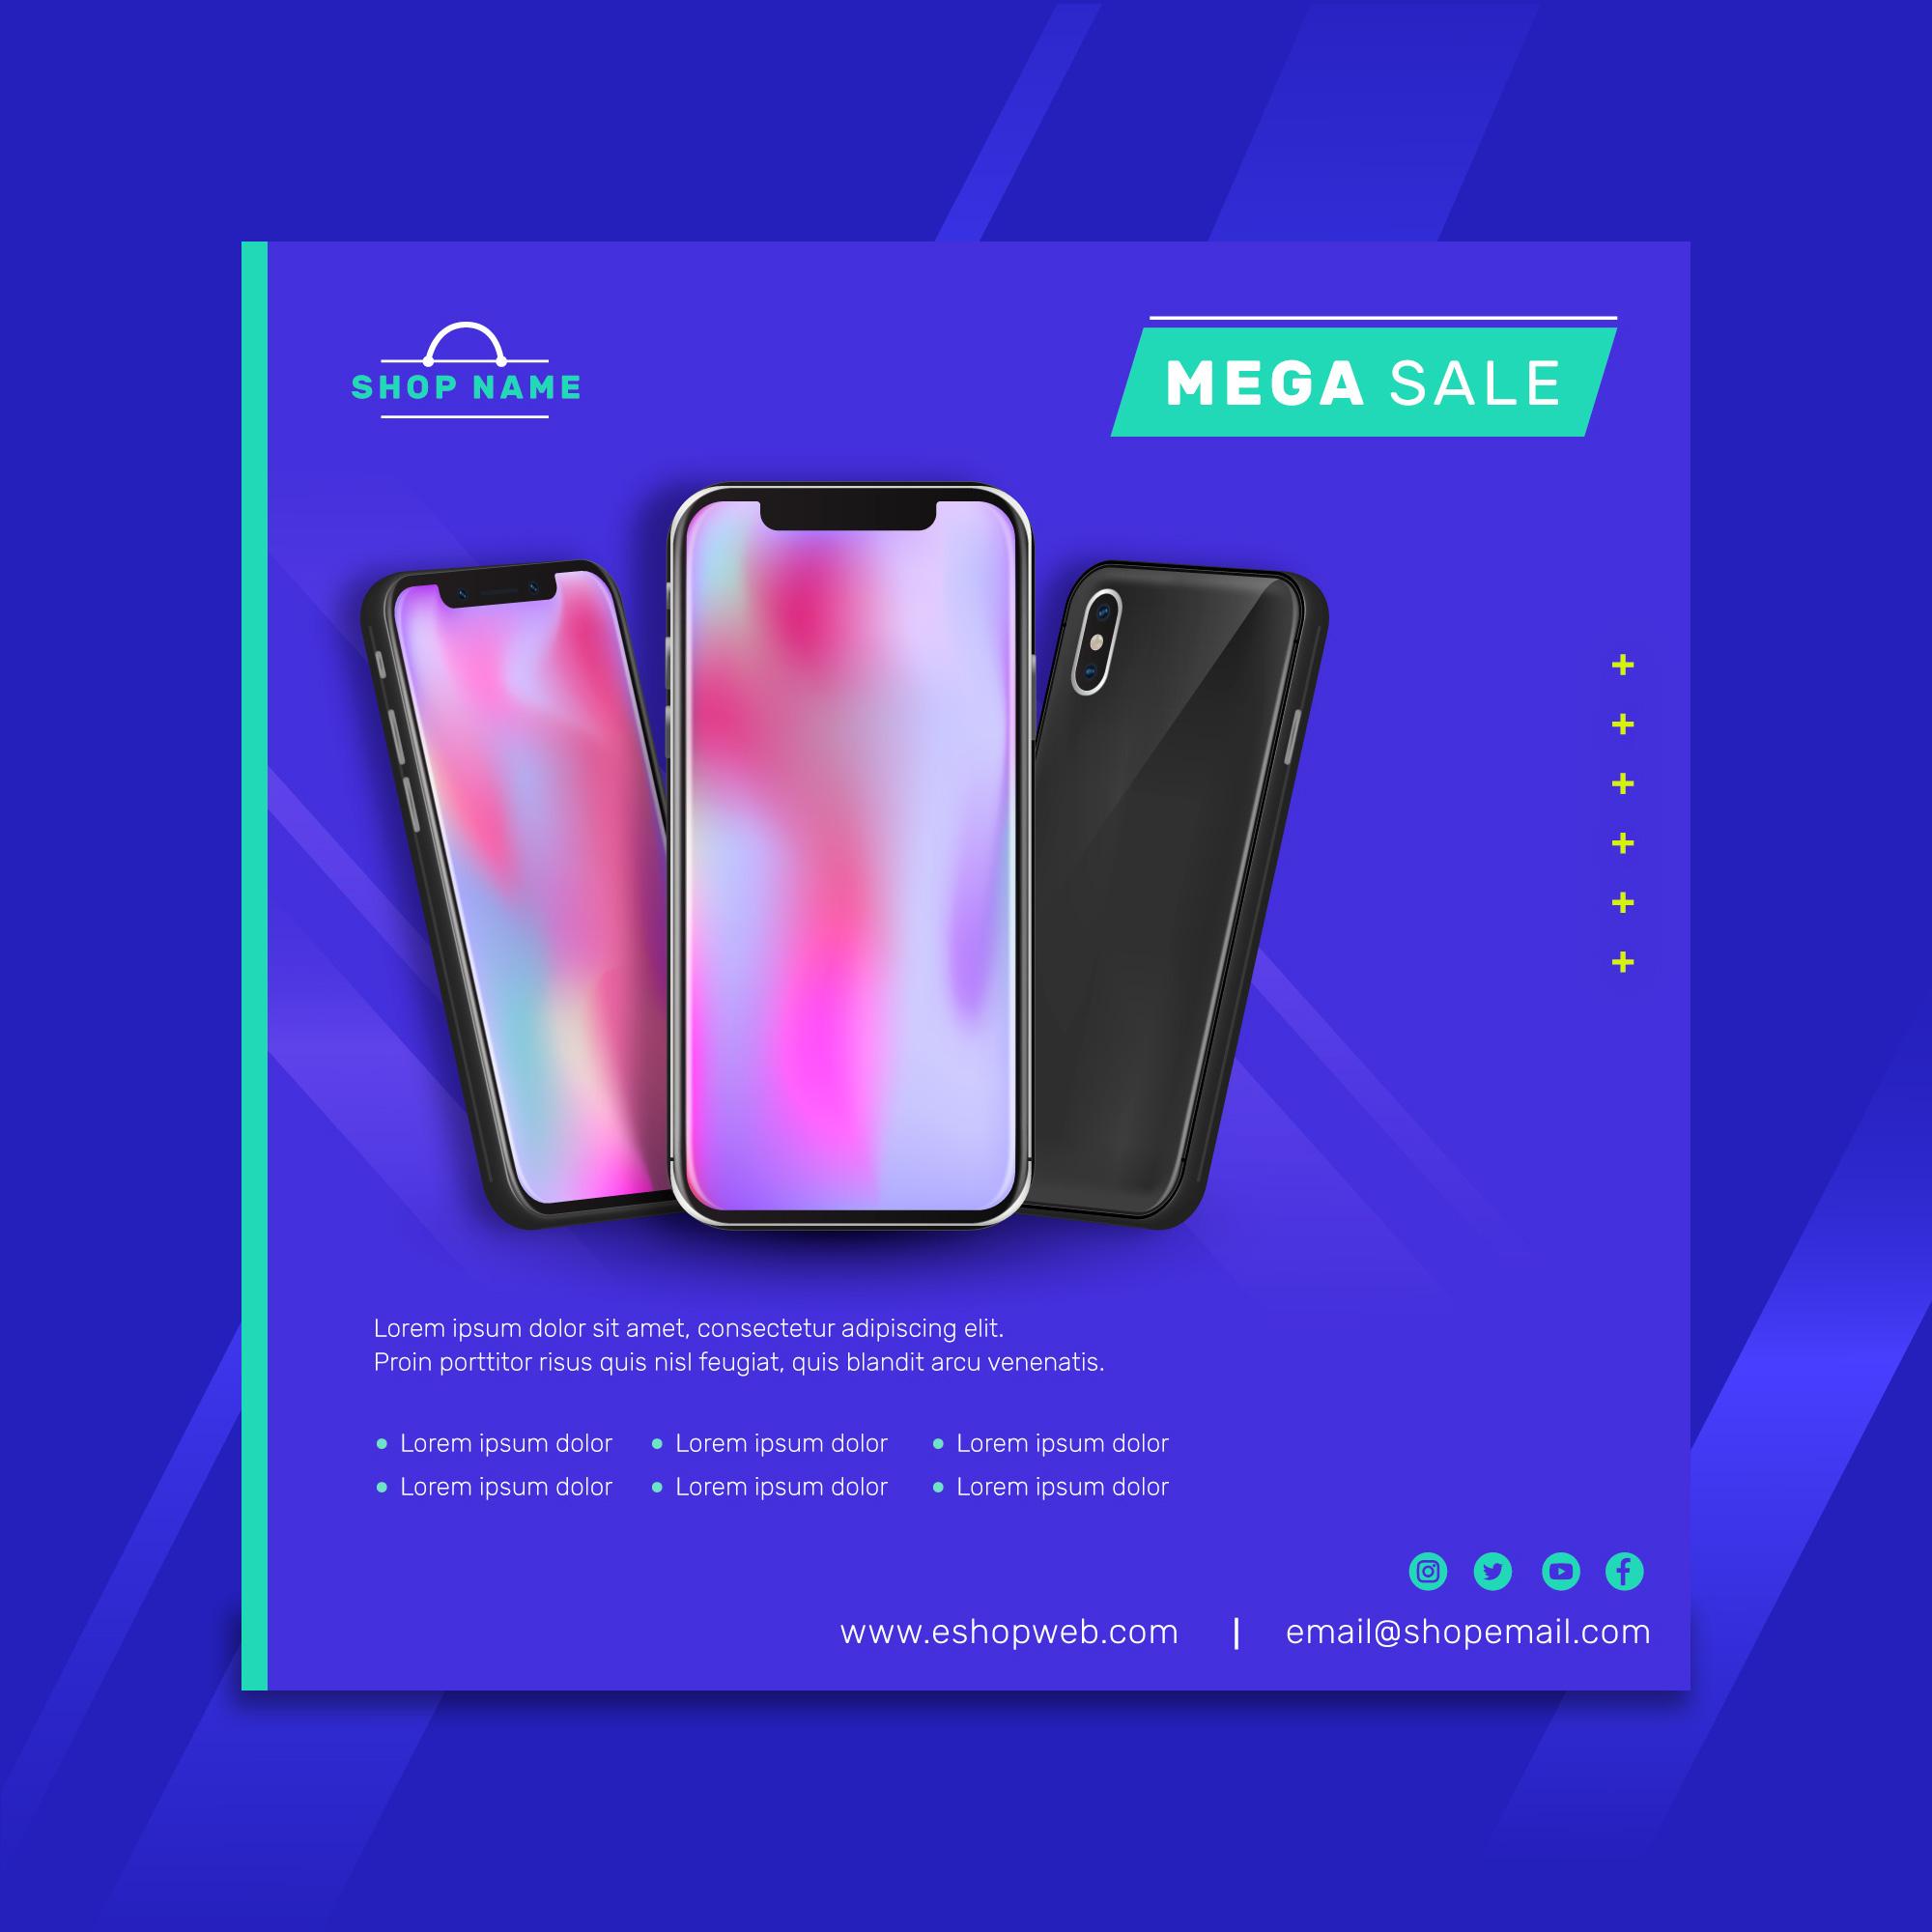 SHOP NAME
MEGA SALE
Lorem ipsum dolor sit amet, consectetur adipiscing elit.
Proin porttitor risus quis nisl feugiat, quis blandit arcu venenatis.
Lorem ipsum dolor
Lorem ipsum dolor
Lorem ipsum dolor
Lorem ipsum dolor
Lorem ipsum dolor
Lorem ipsum dolor
www.eshopweb.com | email@shopemail.com